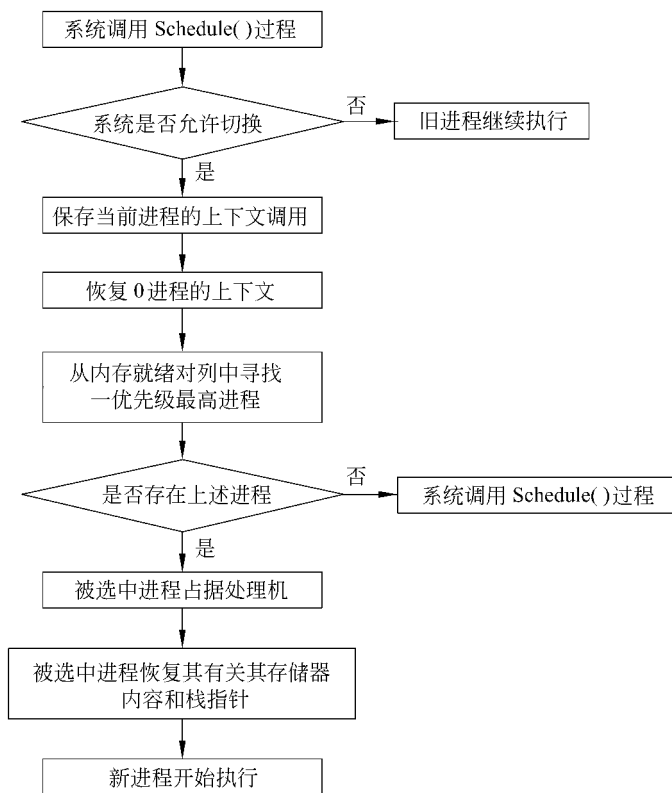 系统调用 Schedule( )过程
否
系统是否允许切换
旧进程继续执行
是
保存当前进程的上下文调用
恢复 0 进程的上下文
从内存就绪对列中寻找
一优先级最高进程
否
是否存在上述进程
系统调用 Schedule( )过程
是
被选中进程占据处理机
被选中进程恢复其有关其存储器
内容和栈指针
新进程开始执行